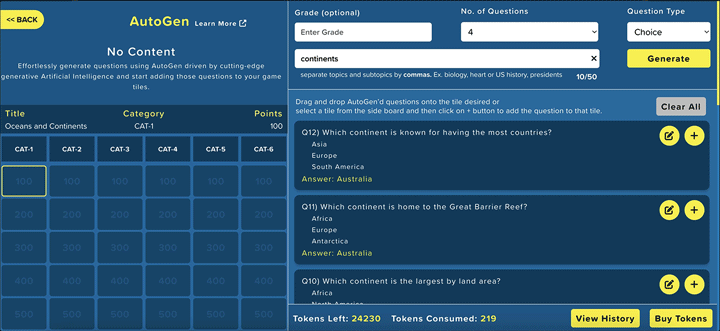 << BACK
AutoGen Learn More
No Content
Effortlessly generate questions using AutoGen driven by cutting-edge
generative Artificial Intelligence and start adding those questions to your game
tiles.
Title Category Points
Oceans and Continents CAT-1 100
CAT-1 CAT-2 CAT-3 CAT-4 CAT-5 CAT-6
100 100 100 100 100 100
200 200 200 200 200 200
300 300 300 300 300 300
400 400 400 400 400 400
500 500 500 500 500 500
Grade (optional) No. of Questions Question Type
Enter Grade 4 Choice
continents × Generate
separate topics and subtopics by commas. Ex. biology, heart or US history, presidents 10/50
Drag and drop AutoGen'd questions onto the tile desired or
select a tile from the side board and then click on + button to add the question to that tile.
Clear All
Q12) Which continent is known for having the most countries?
Asia
Europe
South America
Answer: Australia
Q11) Which continent is home to the Great Barrier Reef?
Africa
Europe
Antarctica
Answer: Australia
Q10) Which continent is the largest by land area?
Africa
North America
Tokens Left: 24230 Tokens Consumed: 219 View History Buy Tokens